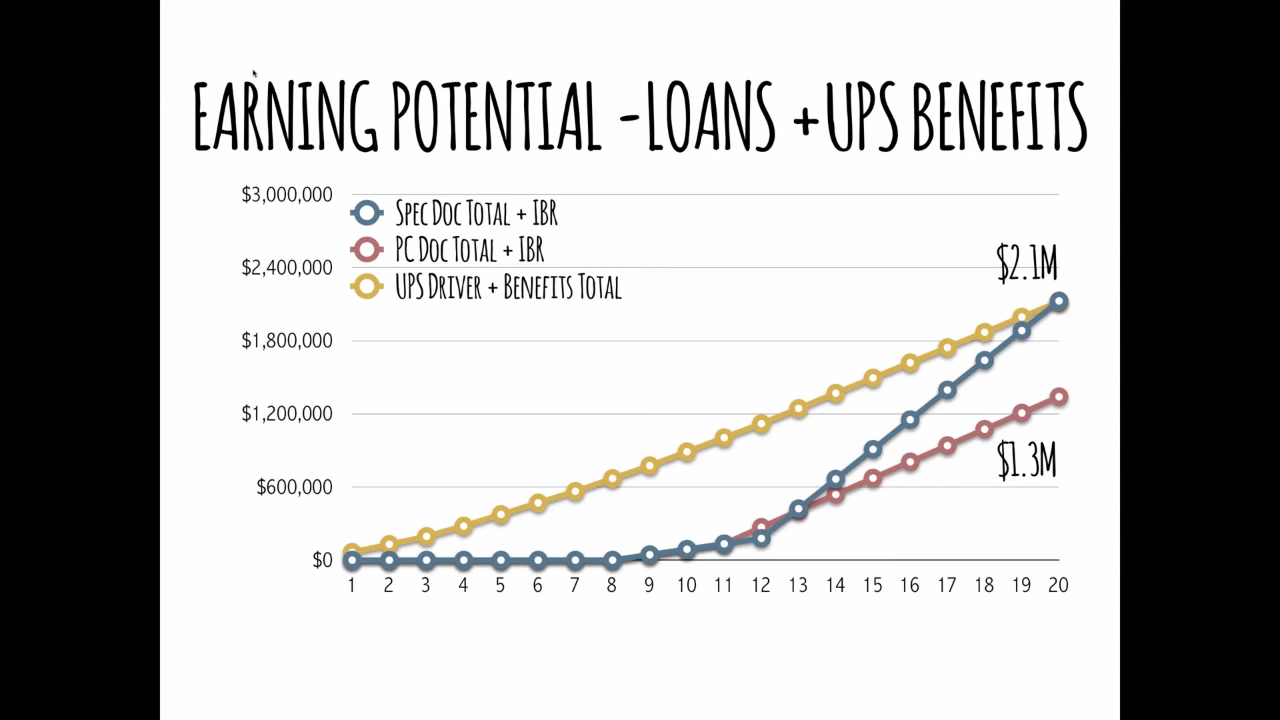 EARNING POTENTIAL -LOANS +UPS BENEFITS
$3,000,000
SPEC DOC TOTAL + IBR
PC DOC TOTAL + IBR
$2,400,000
$2.1M
UPS DRIVER + BENEFITS TOTAL
$1,800,000
$1,200,000
$1.3M
$600,000
$0
1 2 3 4 5 6 7 8 9 10 11 12 13 14 15 16 17 18 19 20